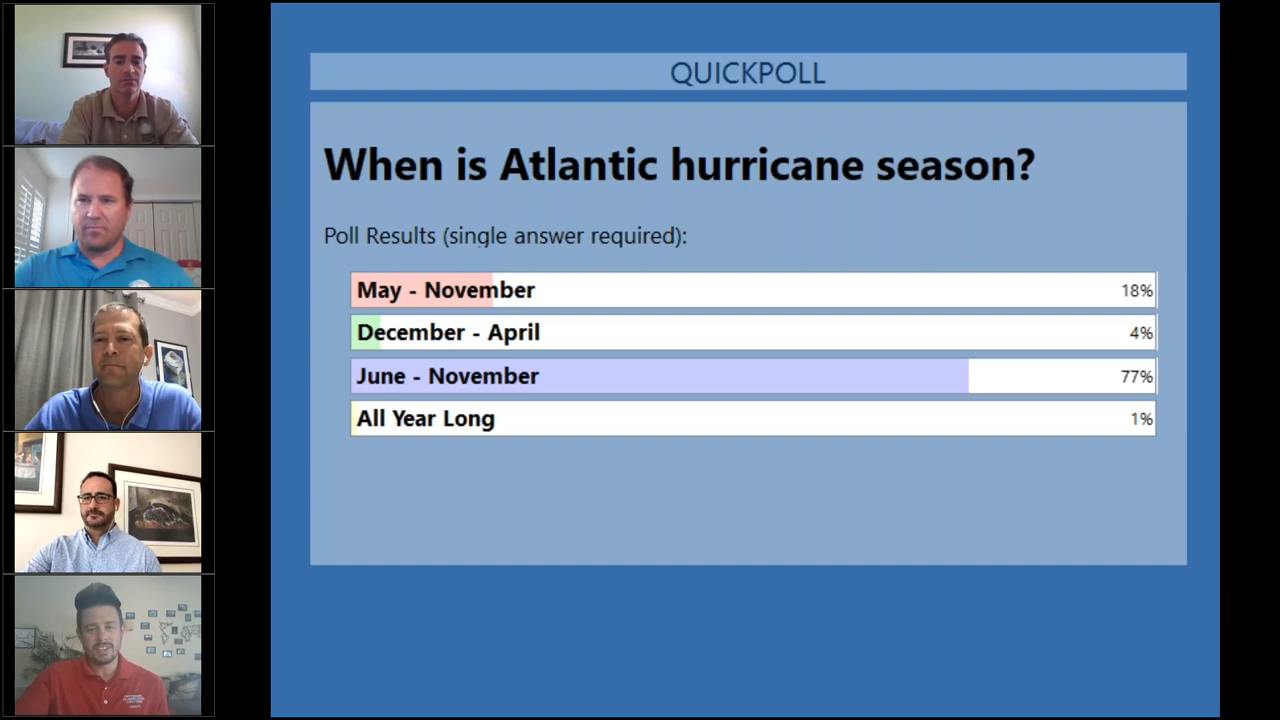 QUICKPOLL
When is Atlantic hurricane season?
Poll Results (single answer required):
May - November 18%
December - April 4%
June - November 77%
All Year Long 1%